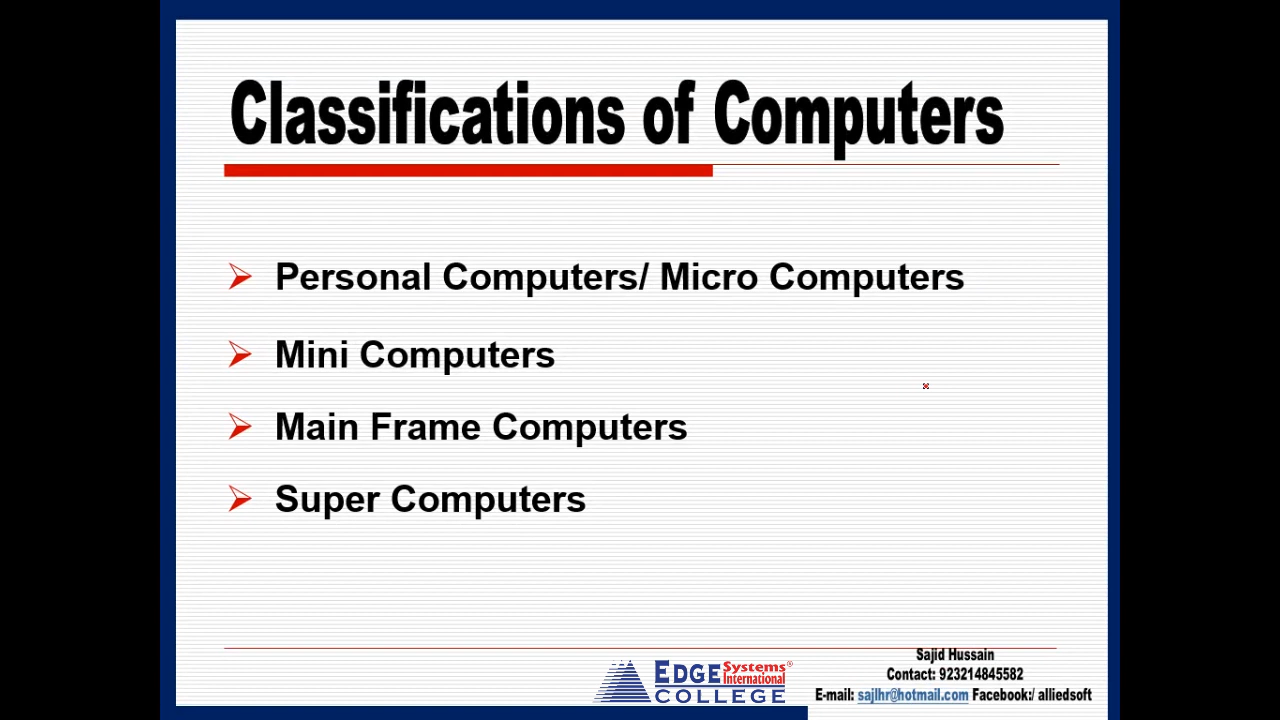 Classifications of Computers
Personal Computers/ Micro Computers
Mini Computers
Main Frame Computers
Super Computers
EDGE Systems International ®
COLLEGE
Sajid Hussain
Contact: 923214845582
E-mail: sajlhr@hotmail.com Facebook:/ alliedsoft